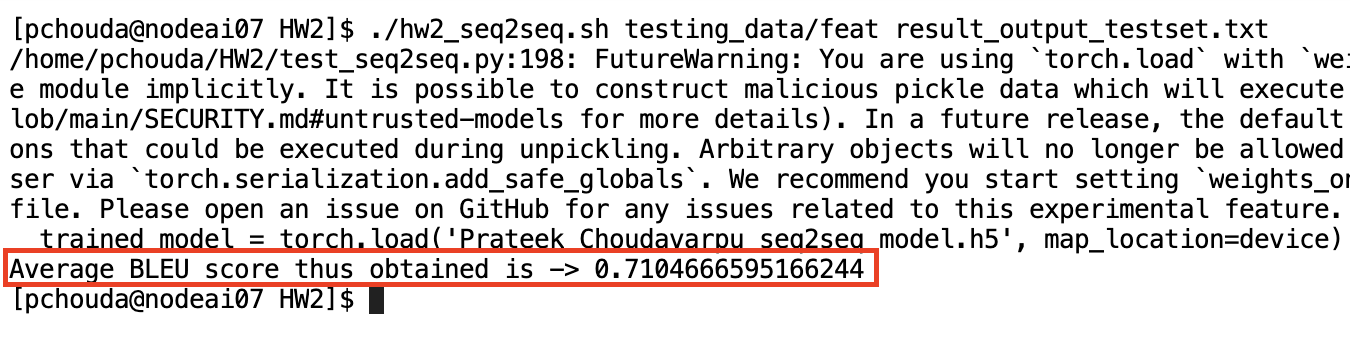 [pchouda@nodeai07 HW2]$ ./hw2_seq2seq.sh testing_data/feat result_output_testset.txt
/home/pchouda/HW2/test_seq2seq.py:198: FutureWarning: You are using `torch.load` with `wei
e module implicitly. It is possible to construct malicious pickle data which will execute
lob/main/SECURITY.md#untrusted-models for more details). In a future release, the default
ons that could be executed during unpickling. Arbitrary objects will no longer be allowed
ser via `torch.serialization.add_safe_globals`. We recommend you start setting `weights_on
file. Please open an issue on GitHub for any issues related to this experimental feature.
  trained_model = torch.load('Prateek_Choudavarpu_seq2seq_model.h5', map_location=device)
Average BLEU score thus obtained is -> 0.7104666595166244
[pchouda@nodeai07 HW2]$